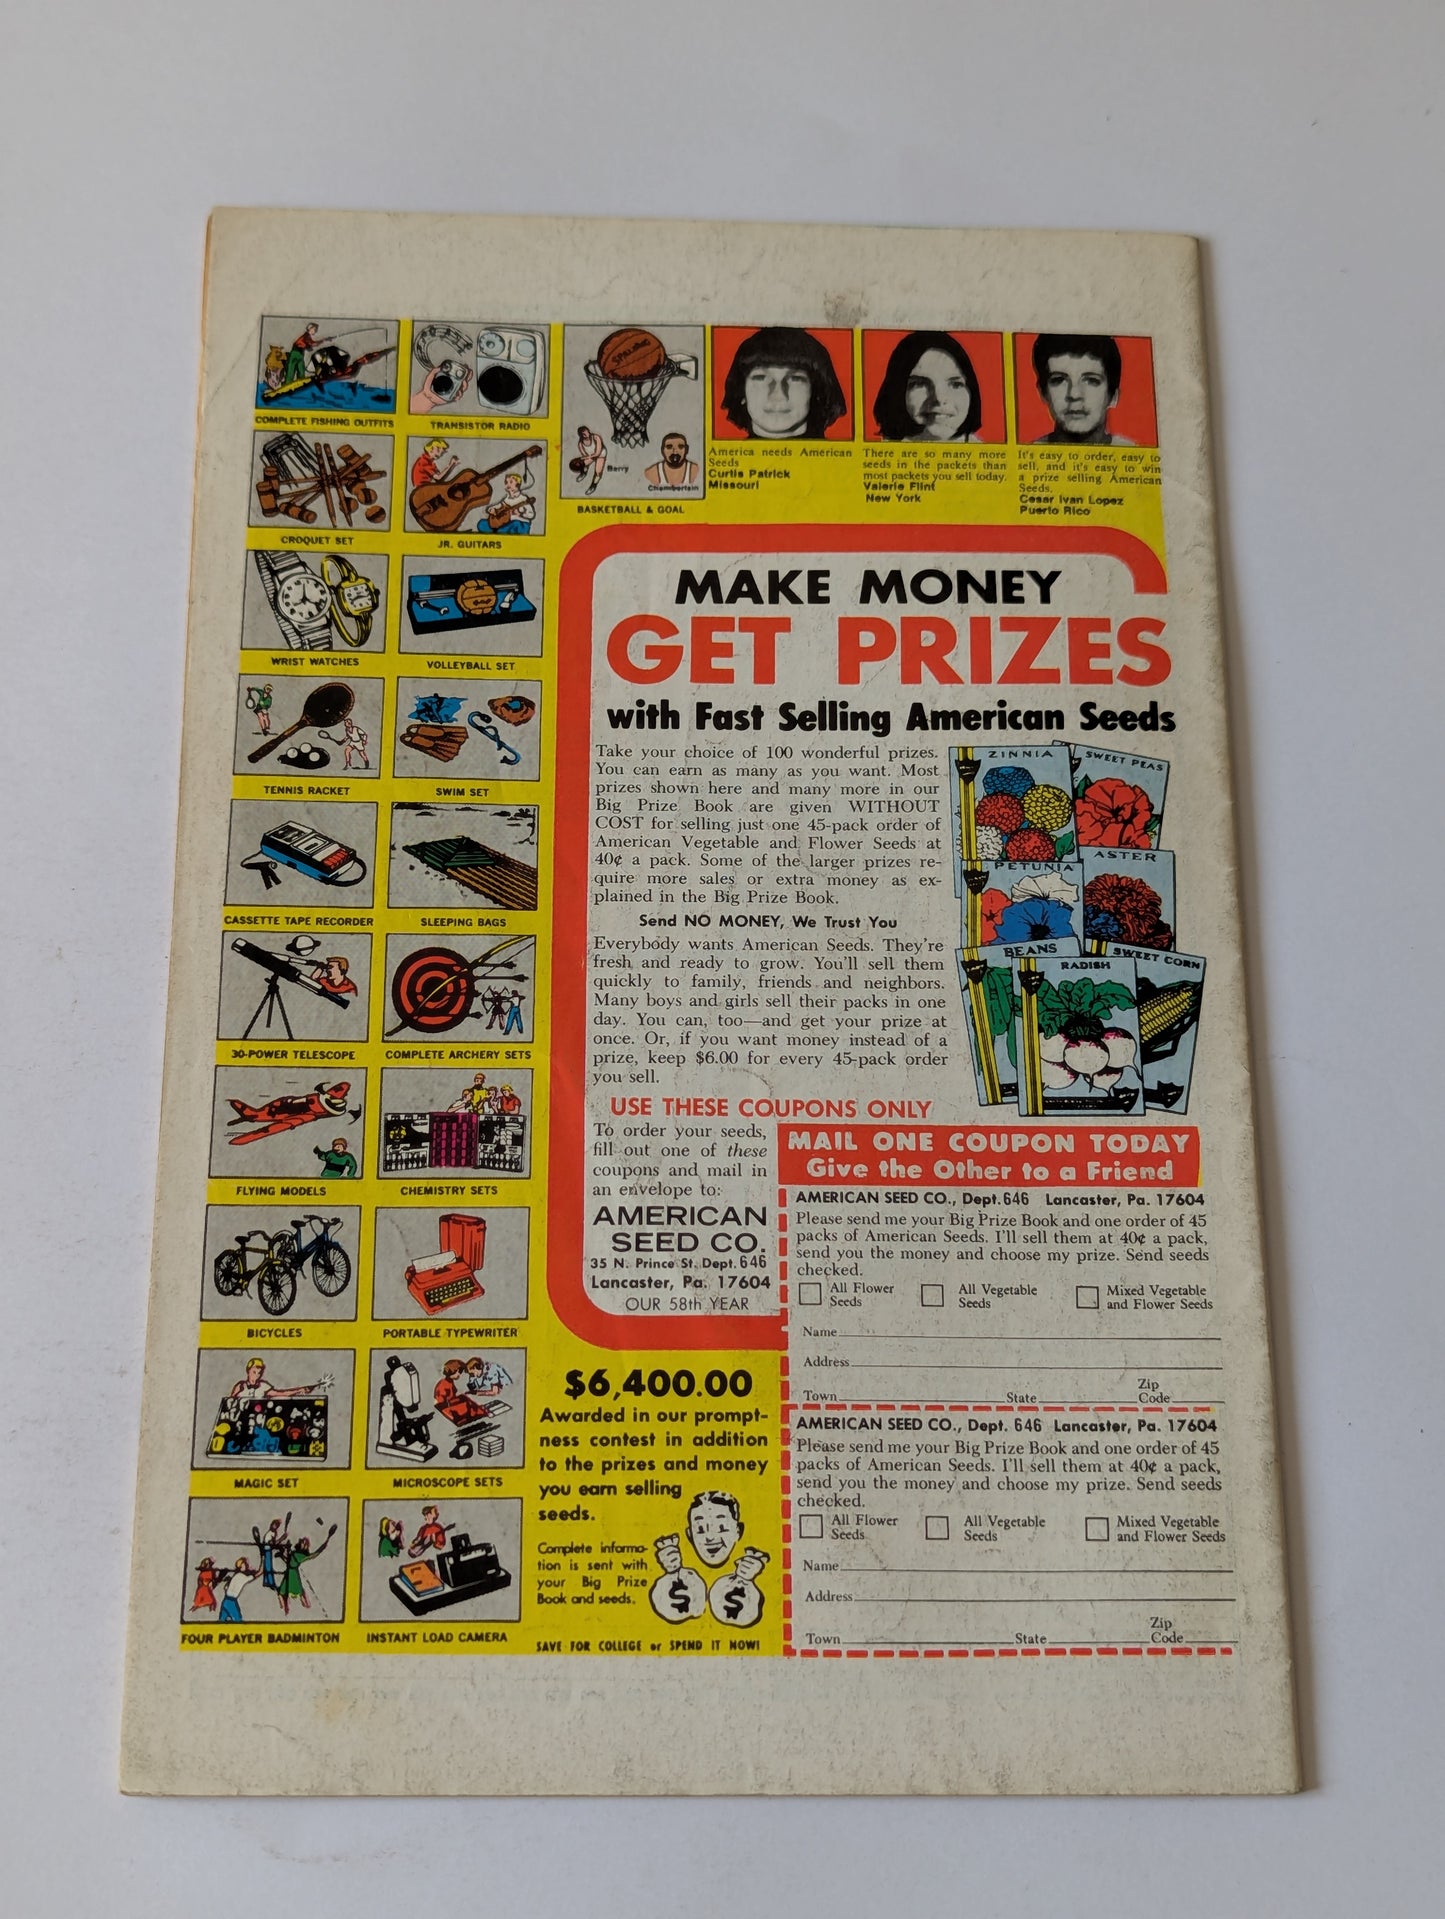 COMPLETE FISHING OUTFITS
TRANSISTOR RADIO
CROQUET SET
JR. GUITARS
WRIST WATCHES
VOLLEYBALL SET
TENNIS RACKET
SWIM SET
CASSETTE TAPE RECORDER
SLEEPING BAGS
30-POWER TELESCOPE
COMPLETE ARCHERY SETS
FLYING MODELS
CHEMISTRY SETS
BICYCLES
PORTABLE TYPEWRITER
MAGIC SET
MICROSCOPE SETS
FOUR PLAYER BADMINTON
INSTANT LOAD CAMERA
SPALDING
Barry
Chamberlain
BASKETBALL & GOAL
America needs American
Seeds
Curtis Patrick
Missouri
There are so many more
seeds in the packets than
most packets you sell today.
Valerie Flint
New York
It's easy to order, easy to
sell, and it's easy to win
a prize selling American
Seeds.
Cesar Ivan Lopez
Puerto Rico
MAKE MONEY
GET PRIZES
with Fast Selling American Seeds
Take your choice of 100 wonderful prizes.
You can earn as many as you want. Most
prizes shown here and many more in our
Big Prize Book are given WITHOUT
COST for selling just one 45-pack order of
American Vegetable and Flower Seeds at
40¢ a pack. Some of the larger prizes re-
quire more sales or extra money as ex-
plained in the Big Prize Book.
Send NO MONEY, We Trust You
Everybody wants American Seeds. They're
fresh and ready to grow. You'll sell them
quickly to family, friends and neighbors.
Many boys and girls sell their packs in one
day. You can, too—and get your prize at
once. Or, if you want money instead of a
prize, keep $6.00 for every 45-pack order
you sell.
ZINNIA
SWEET PEAS
PETUNIA
ASTER
BEANS
RADISH
SWEET CORN
USE THESE COUPONS ONLY
To order your seeds,
fill out one of these
coupons and mail in
an envelope to:
AMERICAN
SEED CO.
35 N. Prince St. Dept. 646
Lancaster, Pa. 17604
OUR 58th YEAR
$6,400.00
Awarded in our prompt-
ness contest in addition
to the prizes and money
you earn selling
seeds.
Complete informa-
tion is sent with
your Big Prize
Book and seeds.
$ $
SAVE FOR COLLEGE or SPEND IT NOW!
MAIL ONE COUPON TODAY
Give the Other to a Friend
AMERICAN SEED CO., Dept. 646 Lancaster, Pa. 17604
Please send me your Big Prize Book and one order of 45
packs of American Seeds. I'll sell them at 40¢ a pack,
send you the money and choose my prize. Send seeds
checked.
All Flower Seeds
All Vegetable Seeds
Mixed Vegetable and Flower Seeds
Name
Address
Town State Zip Code
AMERICAN SEED CO., Dept. 646 Lancaster, Pa. 17604
Please send me your Big Prize Book and one order of 45
packs of American Seeds. I'll sell them at 40¢ a pack,
send you the money and choose my prize. Send seeds
checked.
All Flower Seeds
All Vegetable Seeds
Mixed Vegetable and Flower Seeds
Name
Address
Town State Zip Code